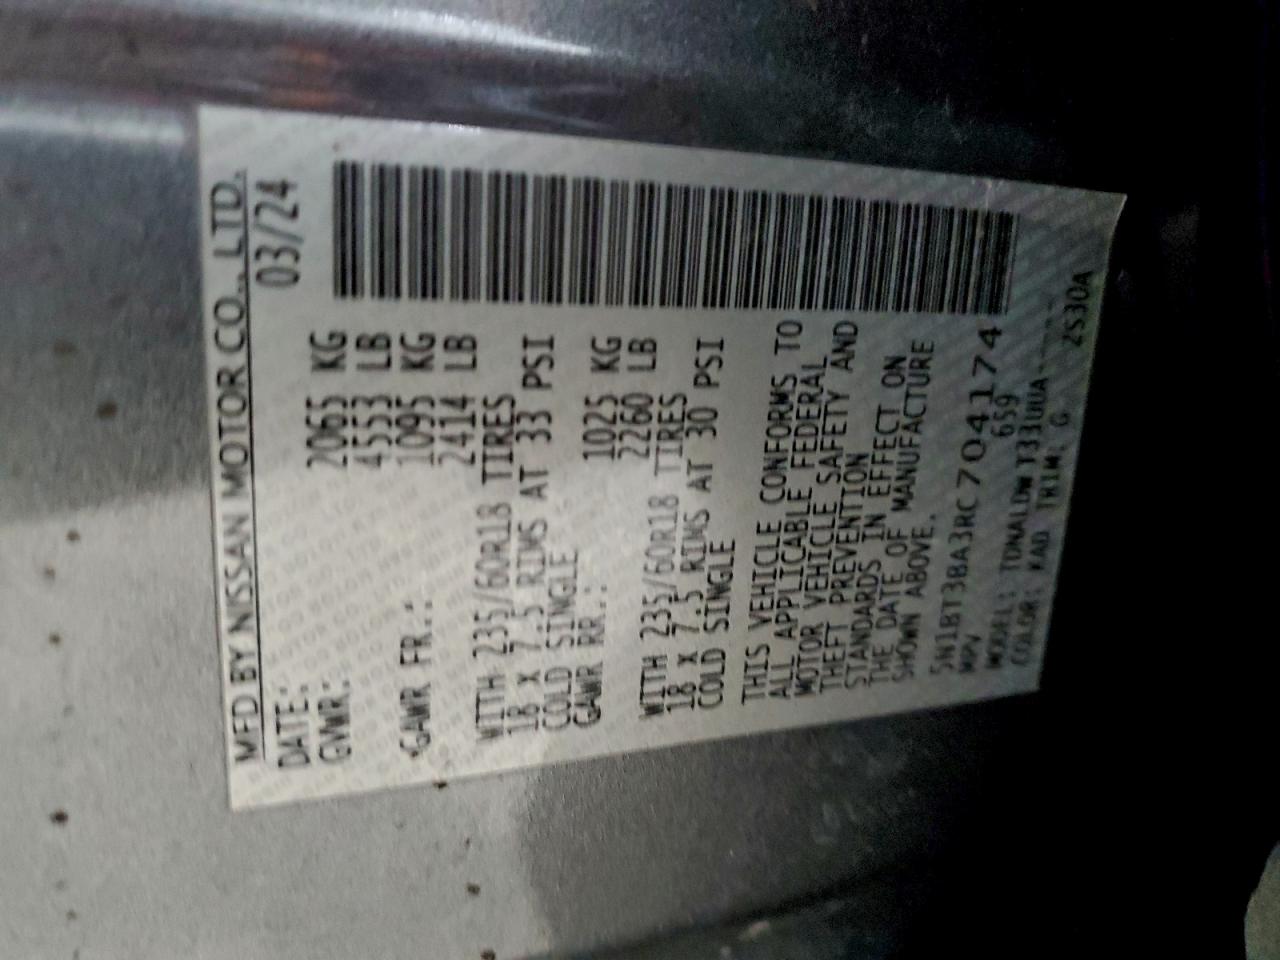 MFD BY NISSAN MOTOR CO., LTD.
DATE: 03/24
GVWR: 2065 KG
4553 LB
GAWR FR.: 1095 KG
2414 LB
WITH 235/60R18 TIRES
18 X 7.5 RIMS AT 33 PSI
COLD SINGLE
GAWR RR.: 1025 KG
2260 LB
WITH 235/60R18 TIRES
18 X 7.5 RIMS AT 30 PSI
COLD SINGLE
THIS VEHICLE CONFORMS TO
ALL APPLICABLE FEDERAL
MOTOR VEHICLE SAFETY AND
THEFT PREVENTION
STANDARDS IN EFFECT ON
THE DATE OF MANUFACTURE
SHOWN ABOVE.
5N1BT3BA3RC704174
MPV 659
MODEL:
COLOR: KAD TRIM: G 2S30A